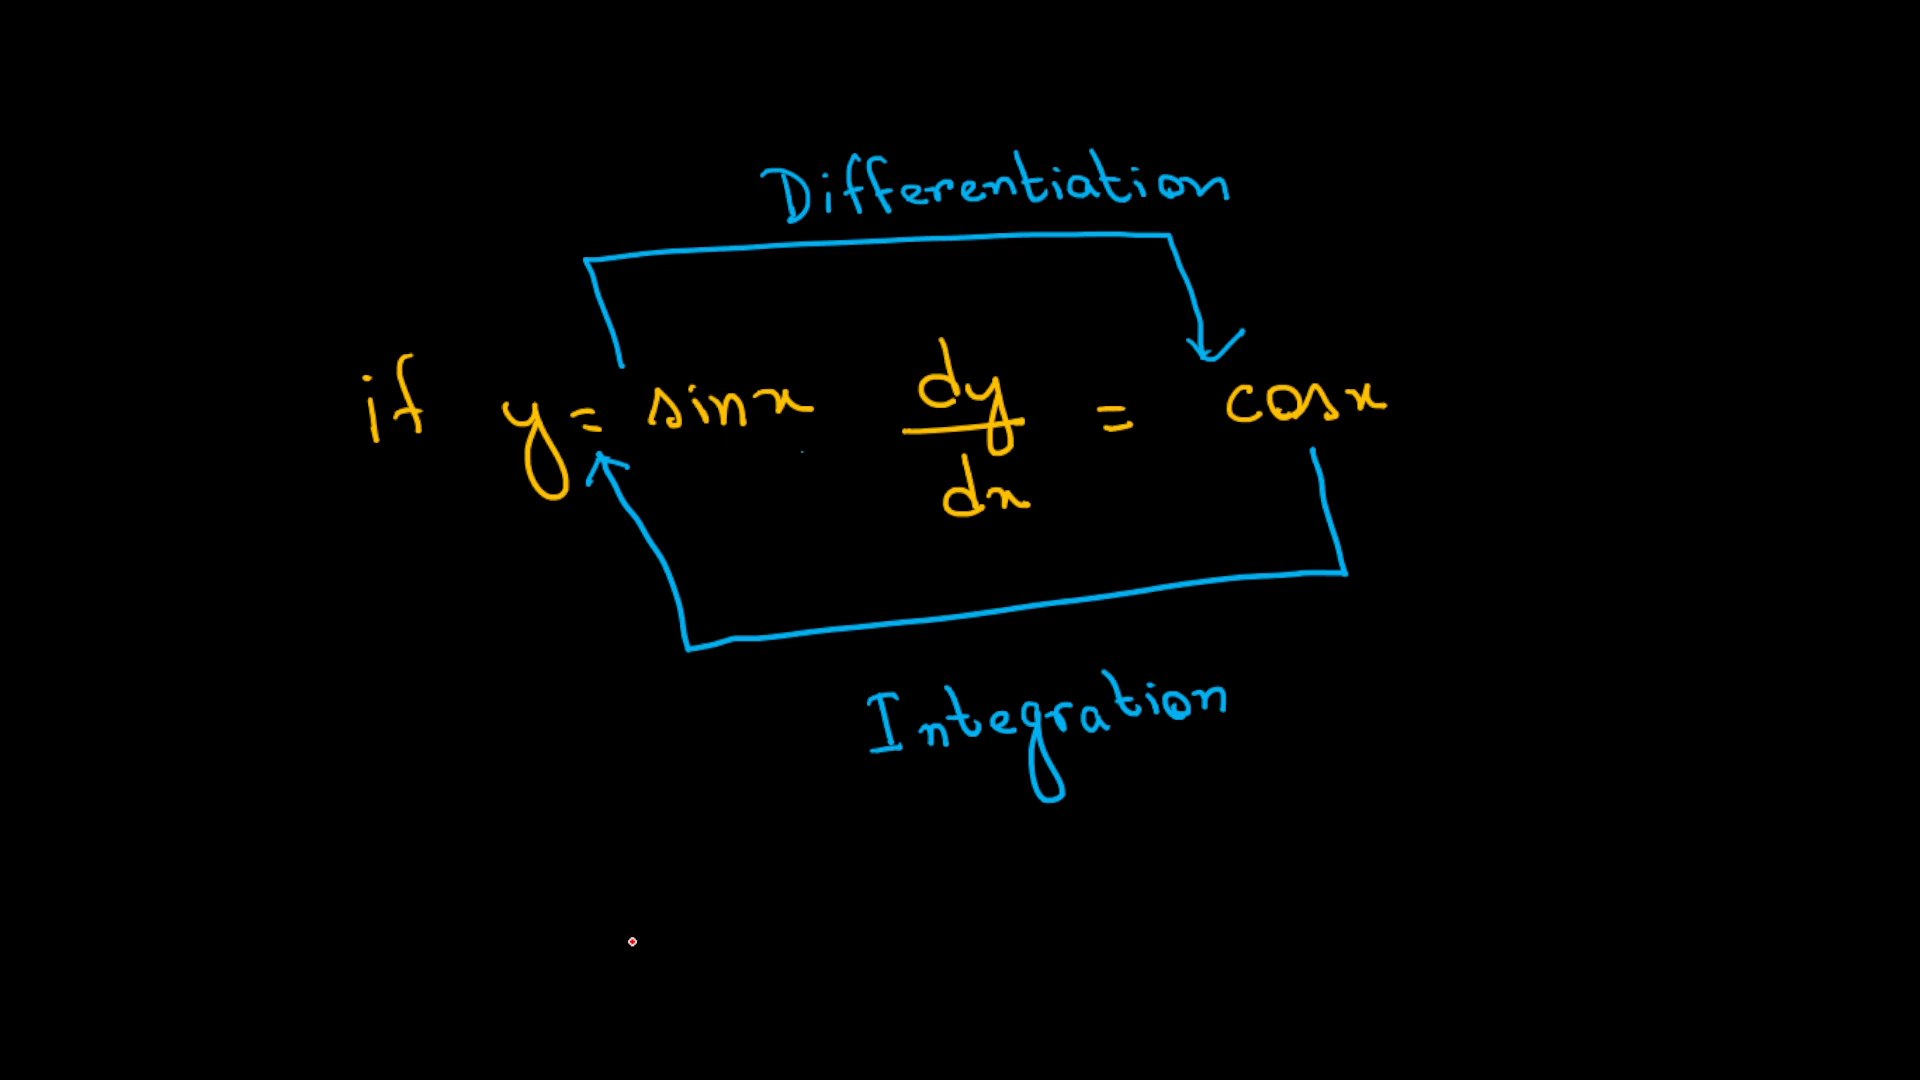 Differentiation
if y = sinx dy/dx = cosx
Integration